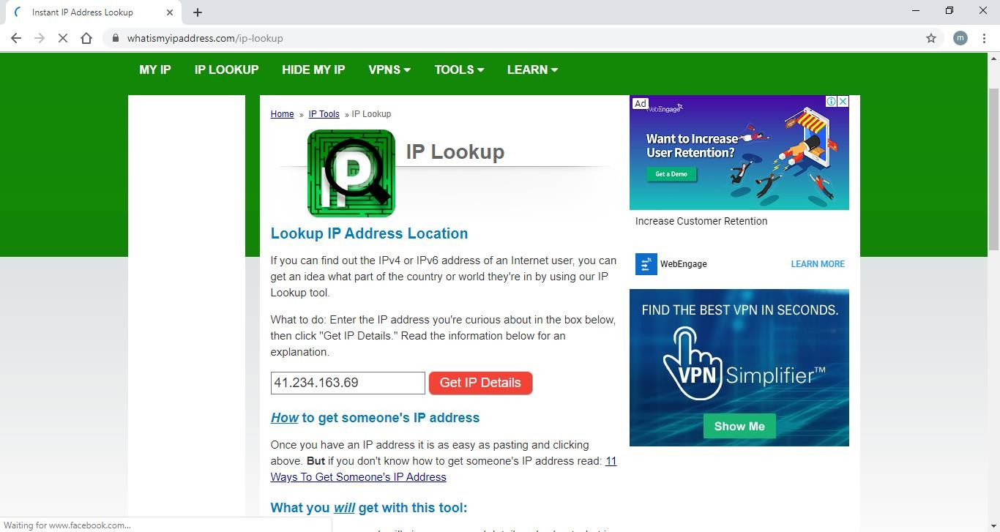 Instant IP Address Lookup
whatismyipaddress.com/ip-lookup
m
MY IP IP LOOKUP HIDE MY IP VPNS TOOLS LEARN
Home » IP Tools » IP Lookup
IP
IP Lookup
Lookup IP Address Location
If you can find out the IPv4 or IPv6 address of an Internet user, you can
get an idea what part of the country or world they're in by using our IP
Lookup tool.
What to do: Enter the IP address you're curious about in the box below,
then click "Get IP Details." Read the information below for an
explanation.
41.234.163.69 Get IP Details
How to get someone's IP address
Once you have an IP address it is as easy as pasting and clicking
above. But if you don't know how to get someone's IP address read: 11
Ways To Get Someone's IP Address
What you will get with this tool:
Ad
WebEngage
Want to Increase
User Retention?
Get a Demo
Increase Customer Retention
WebEngage LEARN MORE
FIND THE BEST VPN IN SECONDS.
VPN Simplifier™
Show Me
Waiting for www.facebook.com...